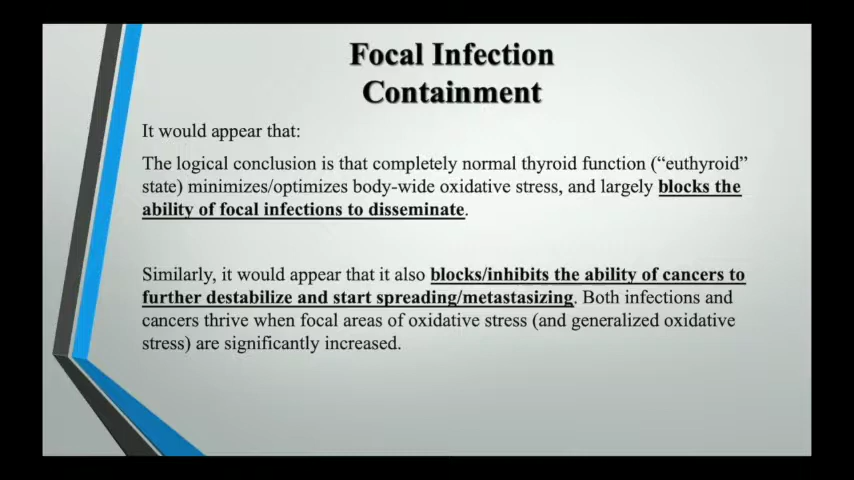 Focal Infection
Containment
It would appear that:
The logical conclusion is that completely normal thyroid function (“euthyroid”
state) minimizes/optimizes body-wide oxidative stress, and largely blocks the
ability of focal infections to disseminate.
Similarly, it would appear that it also blocks/inhibits the ability of cancers to
further destabilize and start spreading/metastasizing. Both infections and
cancers thrive when focal areas of oxidative stress (and generalized oxidative
stress) are significantly increased.